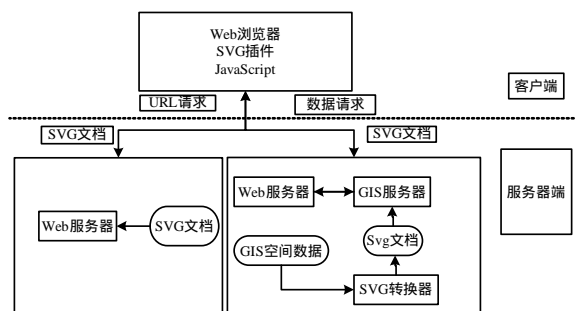 Web浏览器
SVG插件
JavaScript
URL请求
数据请求
客户端
SVG文档
SVG文档
服务器端
Web服务器
SVG文档
Web服务器
GIS服务器
Svg文档
GIS空间数据
SVG转换器